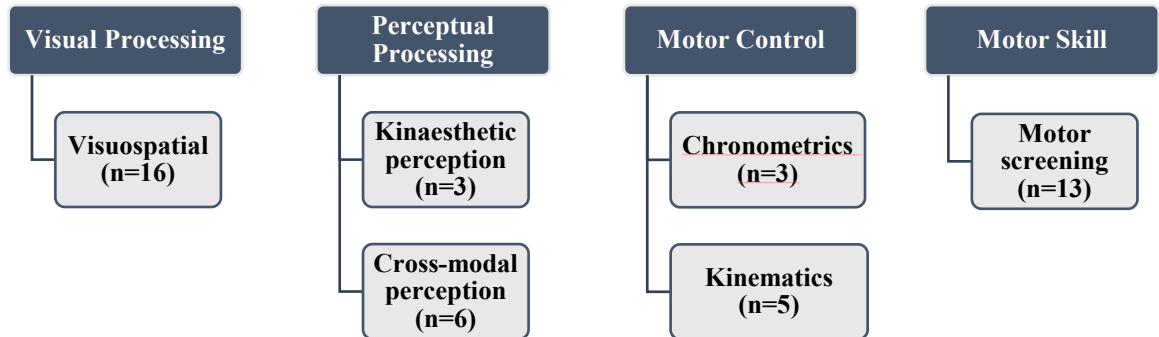 Visual Processing
Visuospatial
(n=16)
Perceptual
Processing
Kinaesthetic
perception
(n=3)
Cross-modal
perception
(n=6)
Motor Control
Chronometrics
(n=3)
Kinematics
(n=5)
Motor Skill
Motor
screening
(n=13)